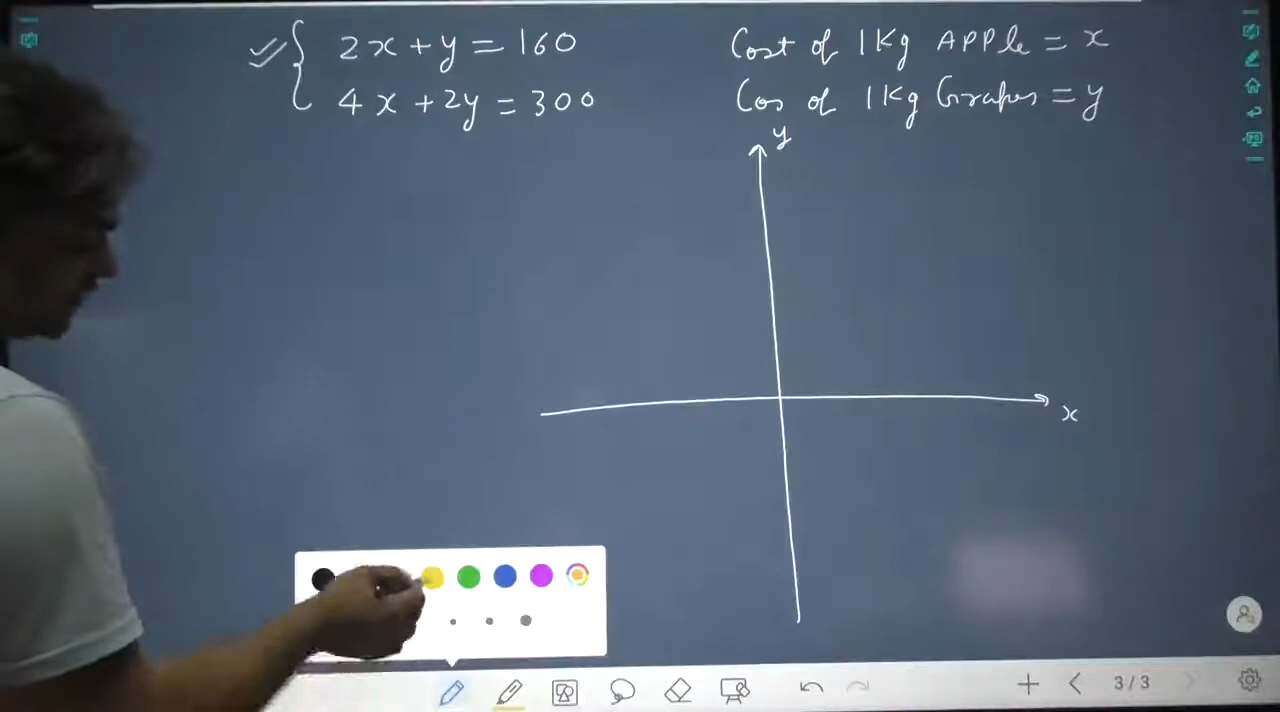 2x + y = 160
4x + 2y = 300
Cost of 1Kg APPle = x
Cos of 1Kg Grapes = y
y
x
3/3